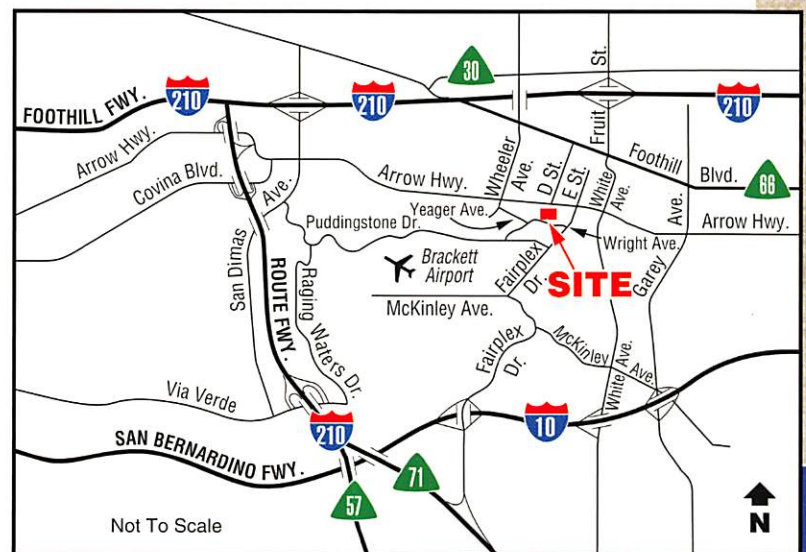 30
St.
210
210
210
FOOTHILL FWY.
Arrow Hwy.
Covina Blvd.
Ave.
San Dimas
Arrow Hwy.
Wheeler
Ave.
D St.
E St.
Fruit
White
Ave.
Foothill
Blvd.
66
Yeager Ave.
Puddingstone Dr.
Wright Ave.
Arrow Hwy.
Ave.
Garey
Brackett
Airport
Fairplex
Dr.
SITE
ROUTE FWY.
Raging
Waters Dr.
McKinley Ave.
Fairplex
Dr.
McKinley
Ave.
White
Ave.
Via Verde
210
10
SAN BERNARDINO FWY.
71
57
Not To Scale
N